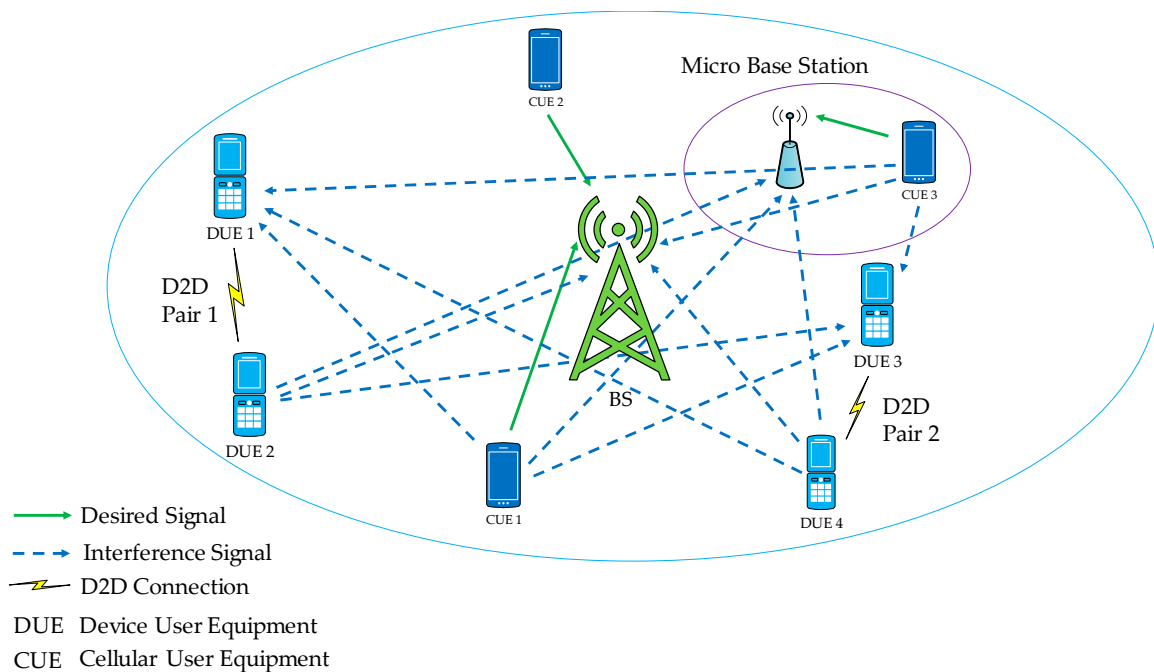 CUE 2
Micro Base Station
CUE 3
DUE 1
D2D
Pair 1
DUE 3
BS
D2D
Pair 2
DUE 2
CUE 1
DUE 4
Desired Signal
Interference Signal
D2D Connection
DUE Device User Equipment
CUE Cellular User Equipment